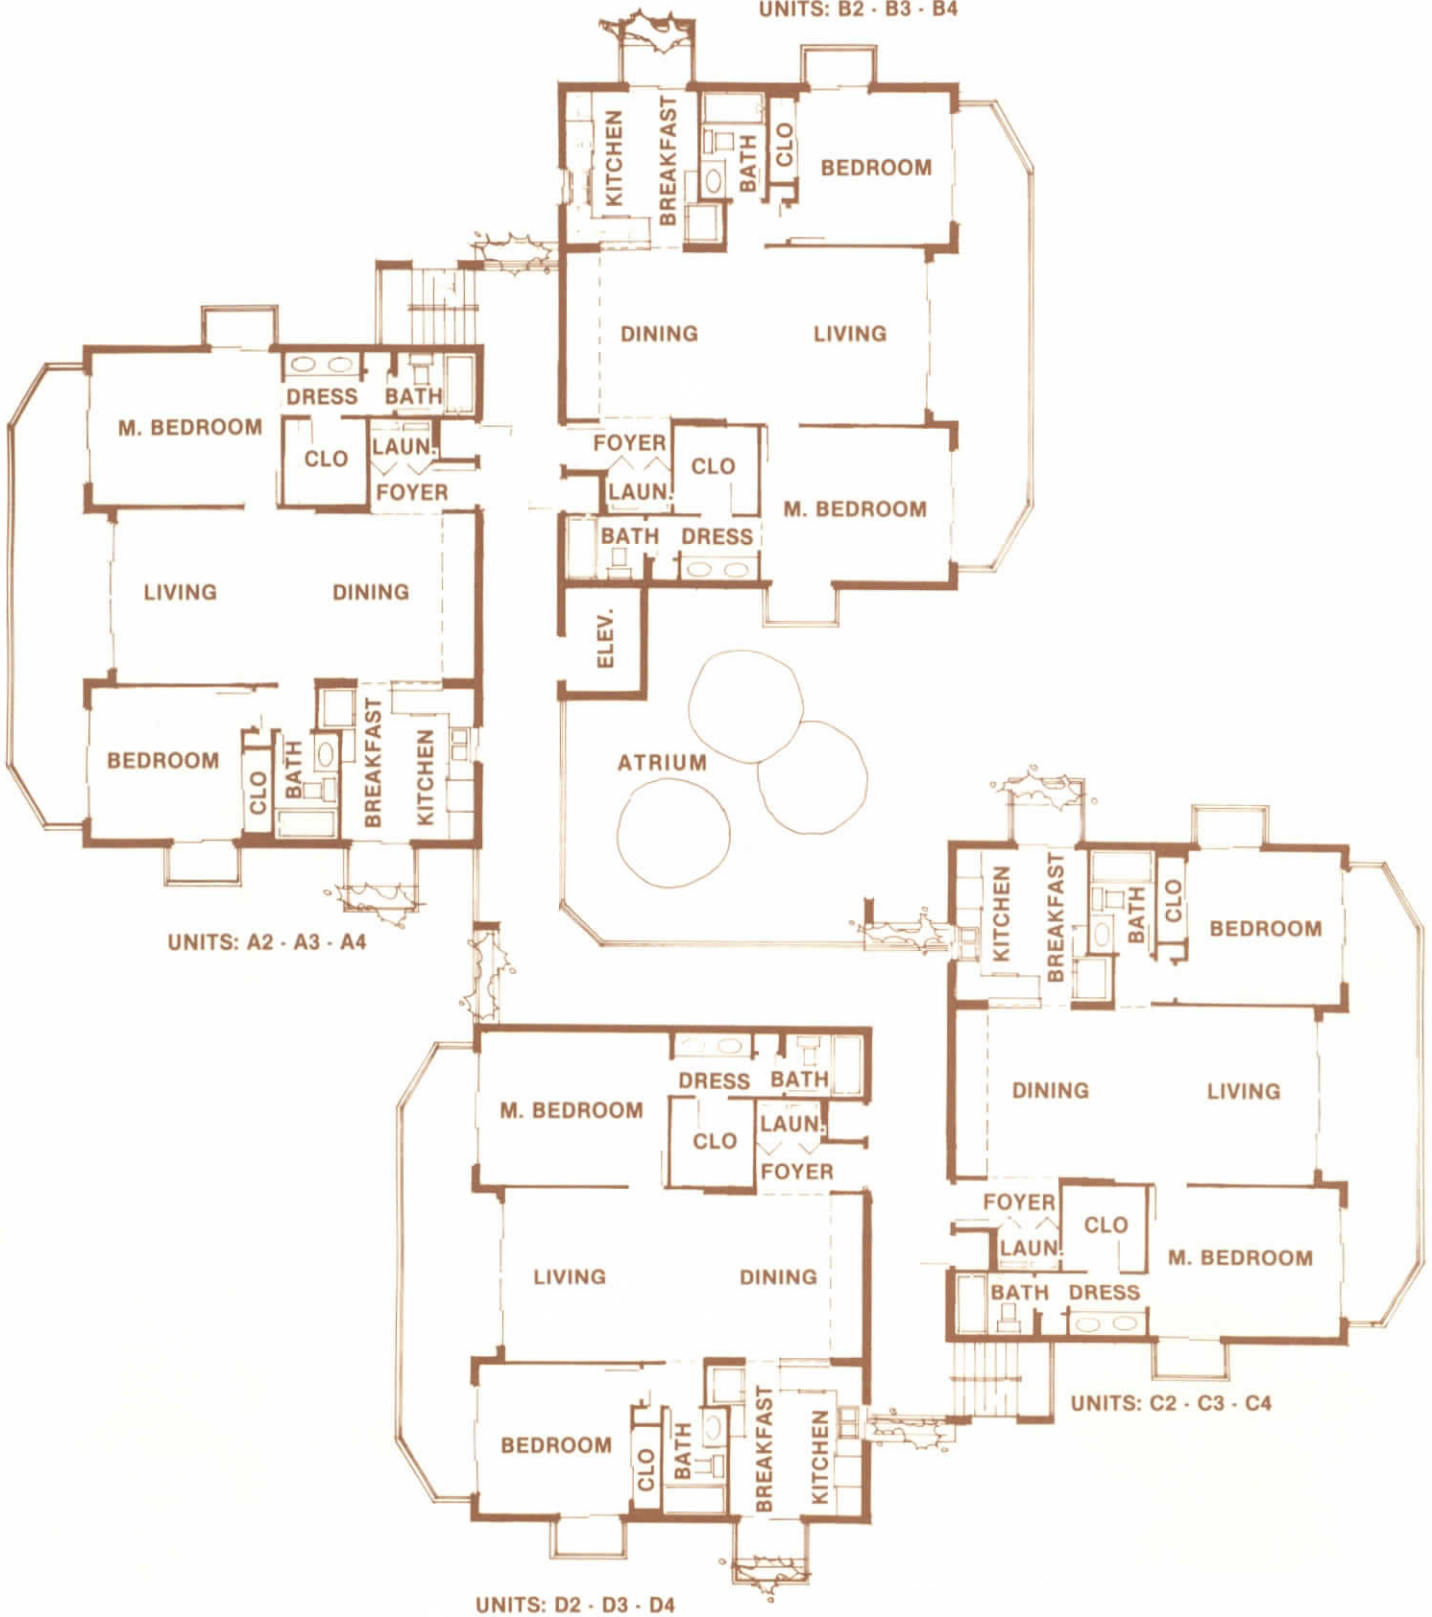 UNITS: B2 - B3 - B4
KITCHEN
BREAKFAST
BATH
CLO
BEDROOM
DINING
LIVING
FOYER
LAUN.
CLO
M. BEDROOM
BATH
DRESS
ELEV.
M. BEDROOM
DRESS
BATH
CLO
LAUN.
FOYER
LIVING
DINING
BEDROOM
CLO
BATH
BREAKFAST
KITCHEN
UNITS: A2 - A3 - A4
ATRIUM
KITCHEN
BREAKFAST
BATH
CLO
BEDROOM
DINING
LIVING
FOYER
LAUN.
CLO
M. BEDROOM
BATH
DRESS
UNITS: C2 - C3 - C4
M. BEDROOM
DRESS
BATH
CLO
LAUN.
FOYER
LIVING
DINING
BEDROOM
CLO
BATH
BREAKFAST
KITCHEN
UNITS: D2 - D3 - D4